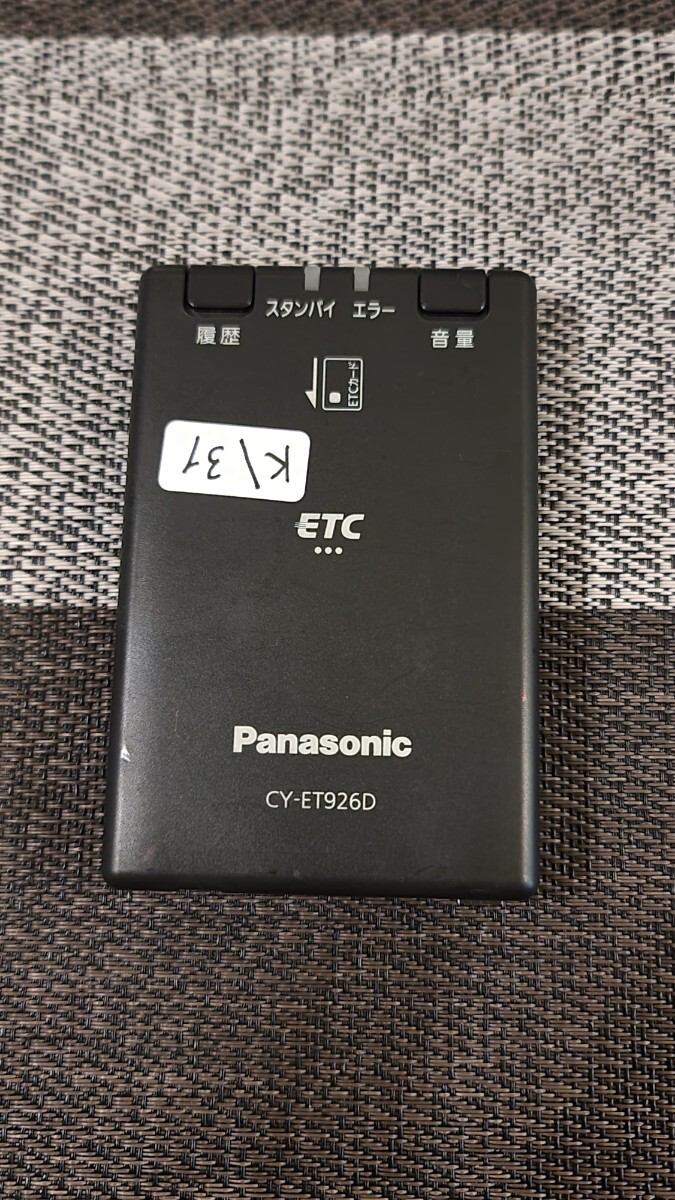 スタンバイ エラー
履歴 音量
ETCカード
K/31
ETC
Panasonic
CY-ET926D